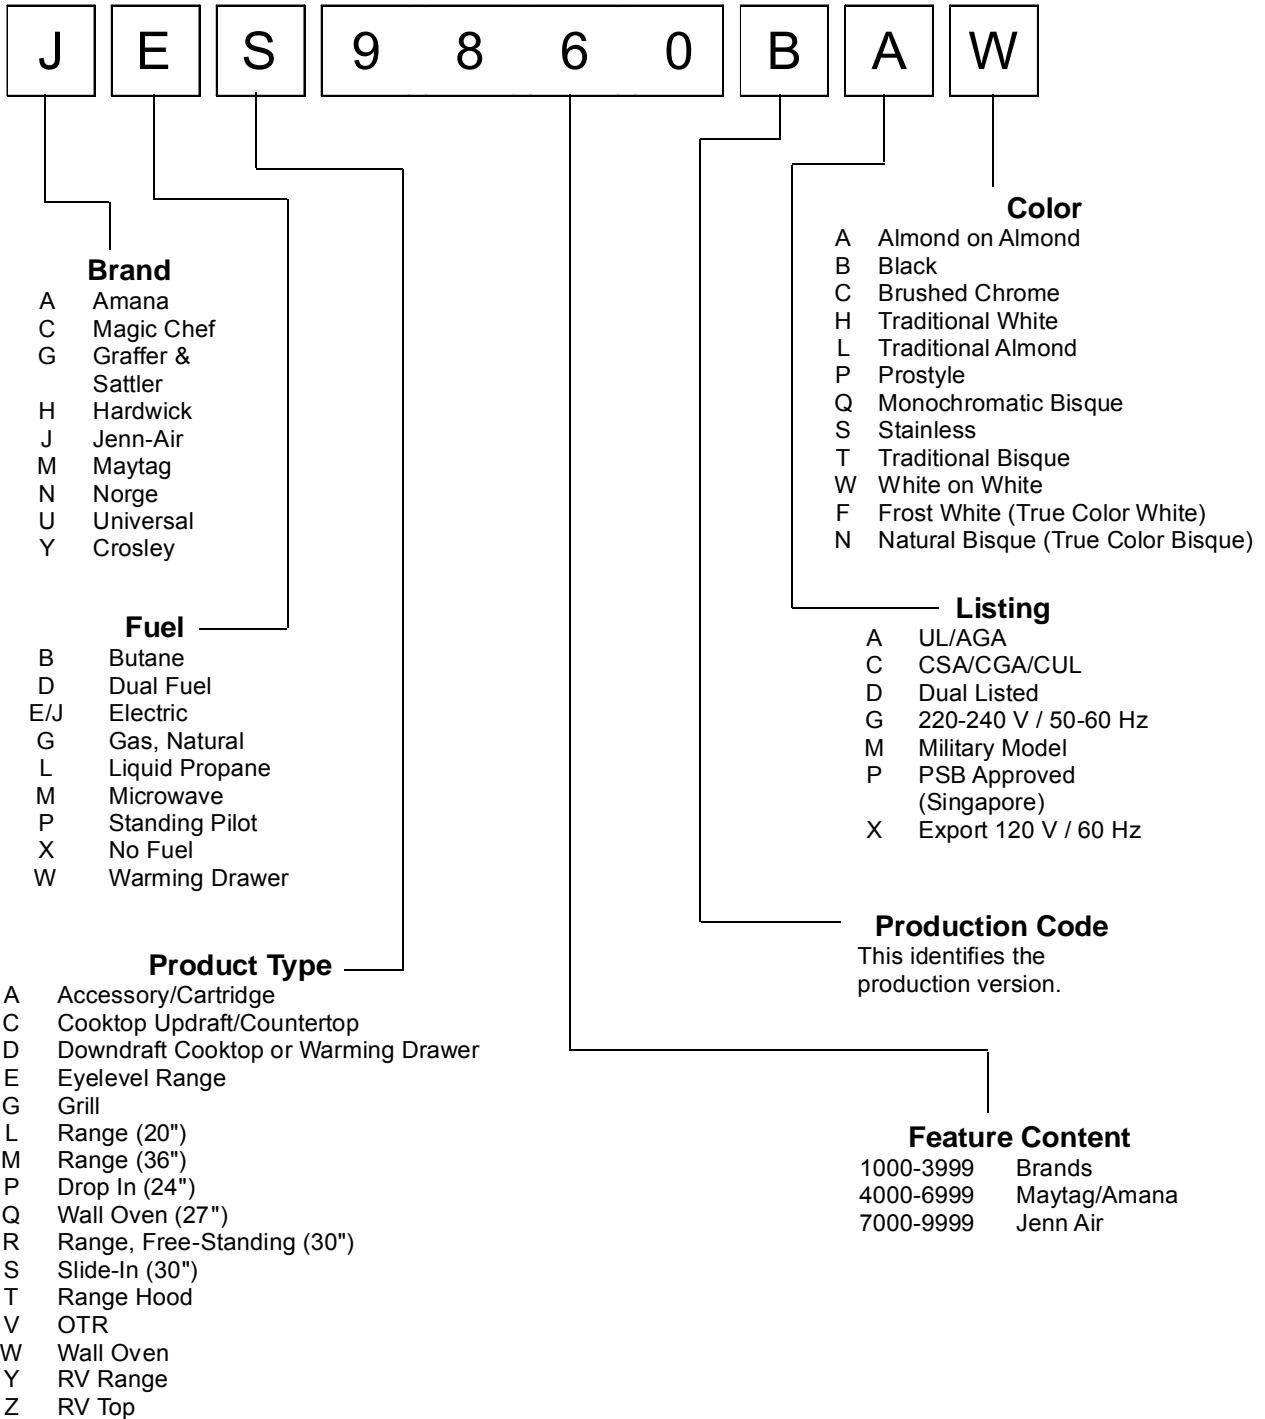 J E S 9 8 6 0 B A W
Brand
A Amana
C Magic Chef
G Graffer &
Sattler
H Hardwick
J Jenn-Air
M Maytag
N Norge
U Universal
Y Crosley
Fuel
B Butane
D Dual Fuel
E/J Electric
G Gas, Natural
L Liquid Propane
M Microwave
P Standing Pilot
X No Fuel
W Warming Drawer
Product Type
A Accessory/Cartridge
C Cooktop Updraft/Countertop
D Downdraft Cooktop or Warming Drawer
E Eyelevel Range
G Grill
L Range (20")
M Range (36")
P Drop In (24")
Q Wall Oven (27")
R Range, Free-Standing (30")
S Slide-In (30")
T Range Hood
V OTR
W Wall Oven
Y RV Range
Z RV Top
Color
A Almond on Almond
B Black
C Brushed Chrome
H Traditional White
L Traditional Almond
P Prostyle
Q Monochromatic Bisque
S Stainless
T Traditional Bisque
W White on White
F Frost White (True Color White)
N Natural Bisque (True Color Bisque)
Listing
A UL/AGA
C CSA/CGA/CUL
D Dual Listed
G 220-240 V / 50-60 Hz
M Military Model
P PSB Approved
(Singapore)
X Export 120 V / 60 Hz
Production Code
This identifies the
production version.
Feature Content
1000-3999 Brands
4000-6999 Maytag/Amana
7000-9999 Jenn Air